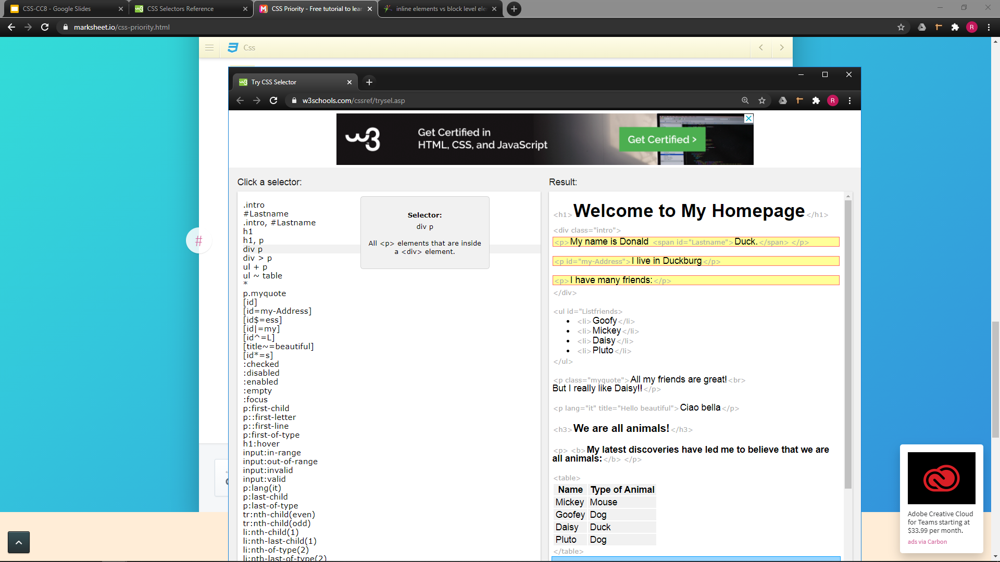 CSS-CC8 - Google Slides
CSS Selectors Reference
CSS Priority - Free tutorial to lear
inline elements vs block level ele
marksheet.io/css-priority.html
R
Css
Try CSS Selector
w3schools.com/cssref/trysel.asp
R
w3
Get Certified in
HTML, CSS, and JavaScript
Get Certified >
Click a selector:
.intro
#Lastname
.intro, #Lastname
h1
h1, p
div p
div > p
ul + p
ul ~ table
*
p.myquote
[id]
[id=my-Address]
[id$=ess]
[id|=my]
[id^=L]
[title~=beautiful]
[id*=s]
:checked
:disabled
:enabled
:empty
:focus
p:first-child
p::first-letter
p::first-line
p:first-of-type
h1:hover
input:in-range
input:out-of-range
input:invalid
input:valid
p:lang(it)
p:last-child
p:last-of-type
tr:nth-child(even)
tr:nth-child(odd)
li:nth-child(1)
li:nth-last-child(1)
li:nth-of-type(2)
li:nth-last-of-type(2)
Selector:
div p
All <p> elements that are inside
a <div> element.
Result:
<h1>Welcome to My Homepage</h1>
<div class="intro">
<p>My name is Donald <span id="Lastname">Duck.</span> </p>
<p id="my-Address">I live in Duckburg</p>
<p>I have many friends:</p>
</div>
<ul id="Listfriends>
• <li>Goofy</li>
• <li>Mickey</li>
• <li>Daisy</li>
• <li>Pluto</li>
</ul>
<p class="myquote">All my friends are great!<br>
But I really like Daisy!!</p>
<p lang="it" title="Hello beautiful">Ciao bella</p>
<h3>We are all animals!</h3>
<p> <b>My latest discoveries have led me to believe that we are
all animals:</b> </p>
<table>
Name Type of Animal
Mickey Mouse
Goofey Dog
Daisy Duck
Pluto Dog
</table>
#
Adobe Creative Cloud
for Teams starting at
$33.99 per month.
ads via Carbon